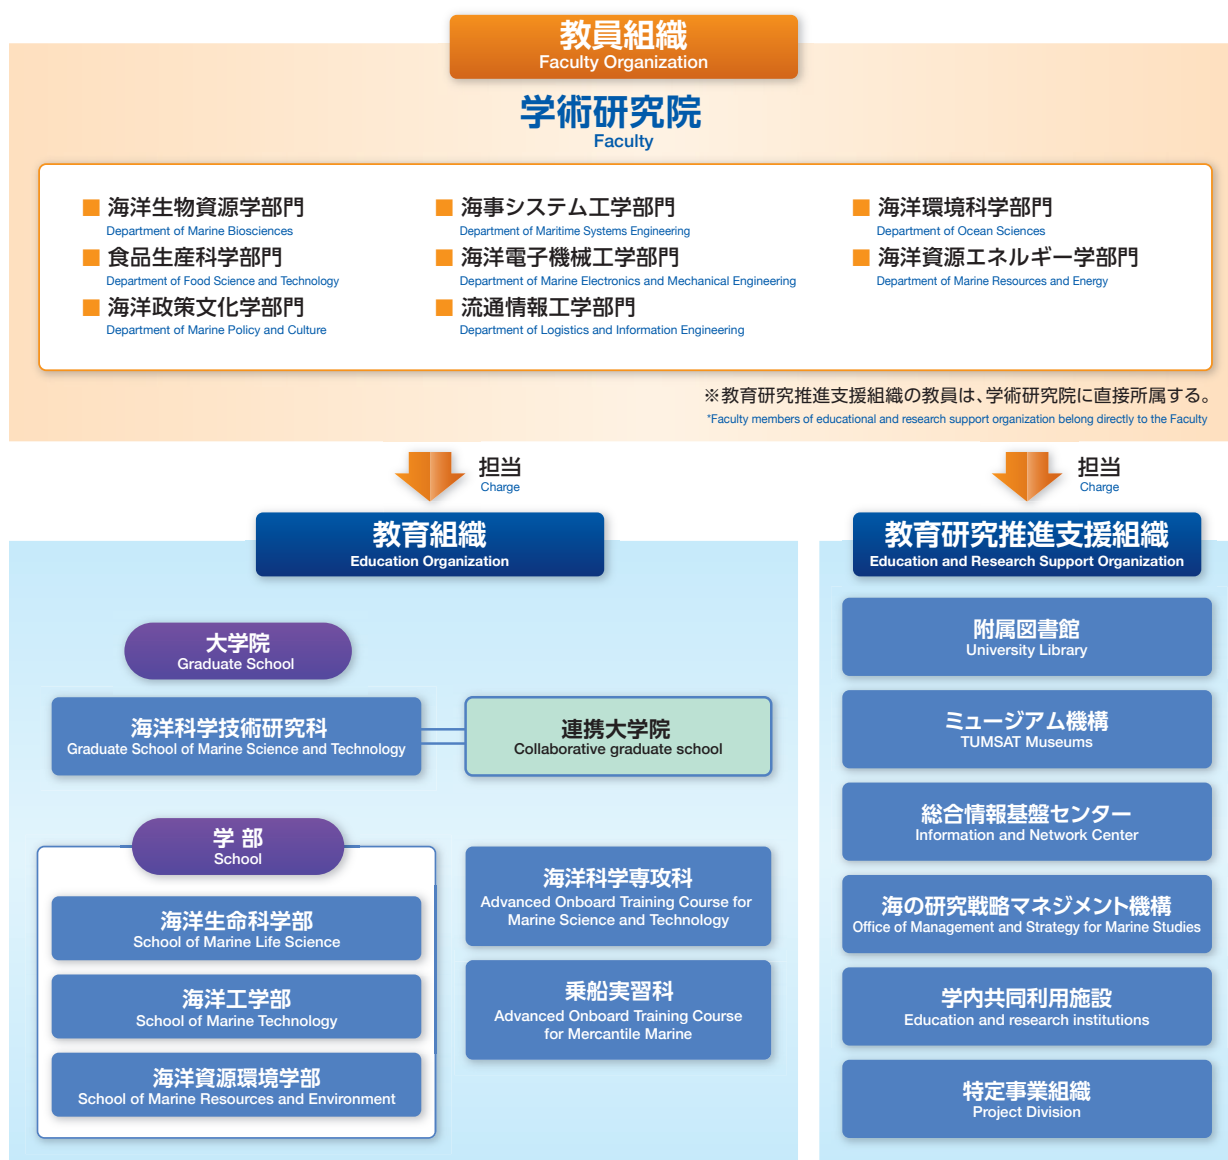 教員組織
Faculty Organization
学術研究院
Faculty
■ 海洋生物資源学部門
Department of Marine Biosciences
■ 食品生産科学部門
Department of Food Science and Technology
■ 海洋政策文化学部門
Department of Marine Policy and Culture
■ 海事システム工学部門
Department of Maritime Systems Engineering
■ 海洋電子機械工学部門
Department of Marine Electronics and Mechanical Engineering
■ 流通情報工学部門
Department of Logistics and Information Engineering
■ 海洋環境科学部門
Department of Ocean Sciences
■ 海洋資源エネルギー学部門
Department of Marine Resources and Energy
※教育研究推進支援組織の教員は、学術研究院に直接所属する。
*Faculty members of educational and research support organization belong directly to the Faculty
担当
Charge
担当
Charge
教育組織
Education Organization
大学院
Graduate School
海洋科学技術研究科
Graduate School of Marine Science and Technology
連携大学院
Collaborative graduate school
学 部
School
海洋生命科学部
School of Marine Life Science
海洋工学部
School of Marine Technology
海洋資源環境学部
School of Marine Resources and Environment
海洋科学専攻科
Advanced Onboard Training Course for
Marine Science and Technology
乗船実習科
Advanced Onboard Training Course
for Mercantile Marine
教育研究推進支援組織
Education and Research Support Organization
附属図書館
University Library
ミュージアム機構
TUMSAT Museums
総合情報基盤センター
Information and Network Center
海の研究戦略マネジメント機構
Office of Management and Strategy for Marine Studies
学内共同利用施設
Education and research institutions
特定事業組織
Project Division